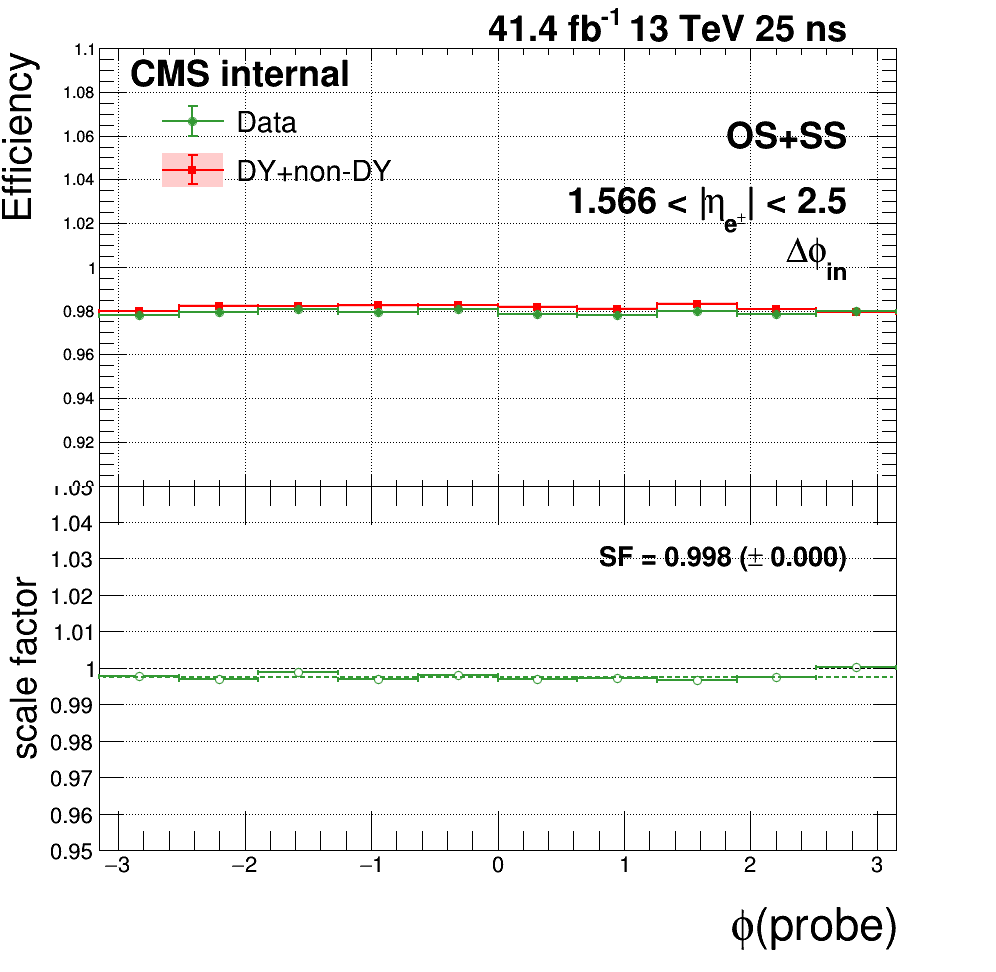 41.4 fb⁻¹ 13 TeV 25 ns
Efficiency
1.1
1.08
1.06
1.04
1.02
1
0.98
0.96
0.94
0.92
CMS internal
Data
DY+non-DY
OS+SS
1.566 < |η_e±| < 2.5
Δϕ_in
scale factor
1.04
1.03
1.02
1.01
1
0.99
0.98
0.97
0.96
0.95
SF = 0.998 (± 0.000)
−3 −2 −1 0 1 2 3
ϕ(probe)